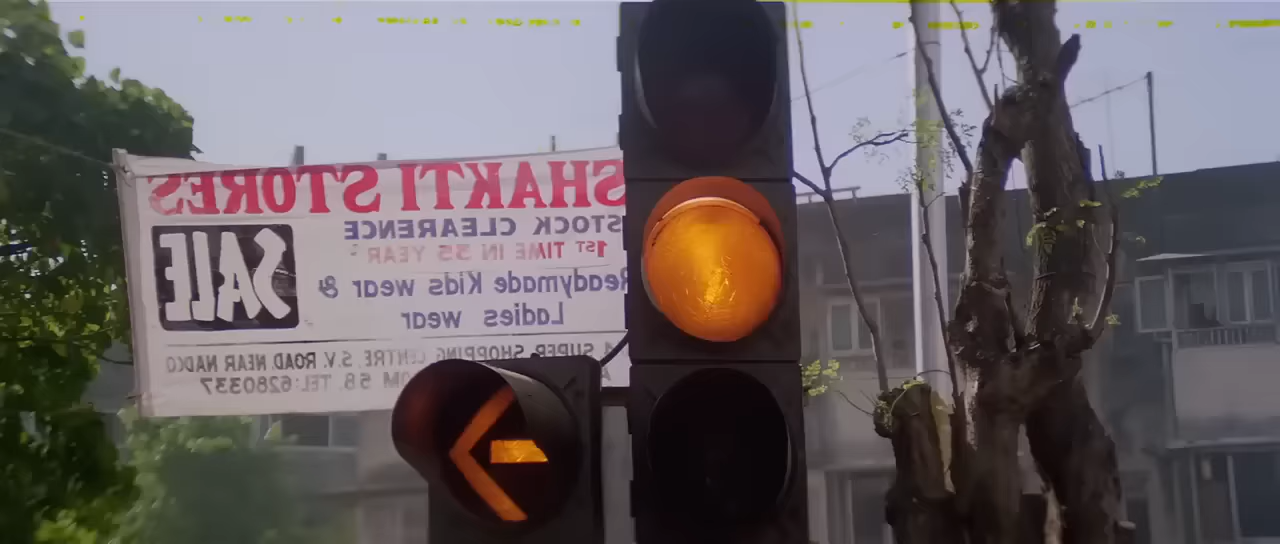 SHAKTI STORES
STOCK CLEARENCE
1ST TIME IN 35 YEAR
SALE
Readymade Kids wear &
Ladies wear
SUPER SHOPPING CENTRE, S.V. ROAD, NEAR NADCO
58. TEL:6280337